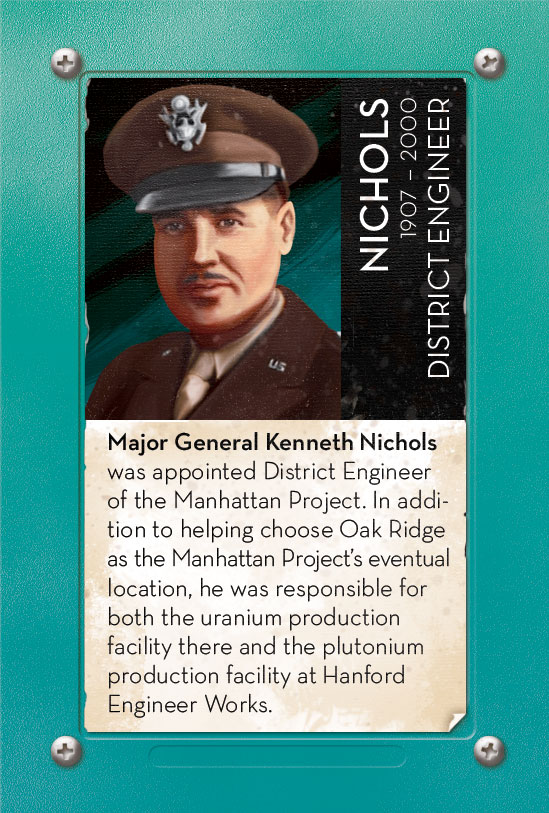 NICHOLS
1907 – 2000
DISTRICT ENGINEER
US
Major General Kenneth Nichols
was appointed District Engineer
of the Manhattan Project. In addi-
tion to helping choose Oak Ridge
as the Manhattan Project's eventual
location, he was responsible for
both the uranium production
facility there and the plutonium
production facility at Hanford
Engineer Works.